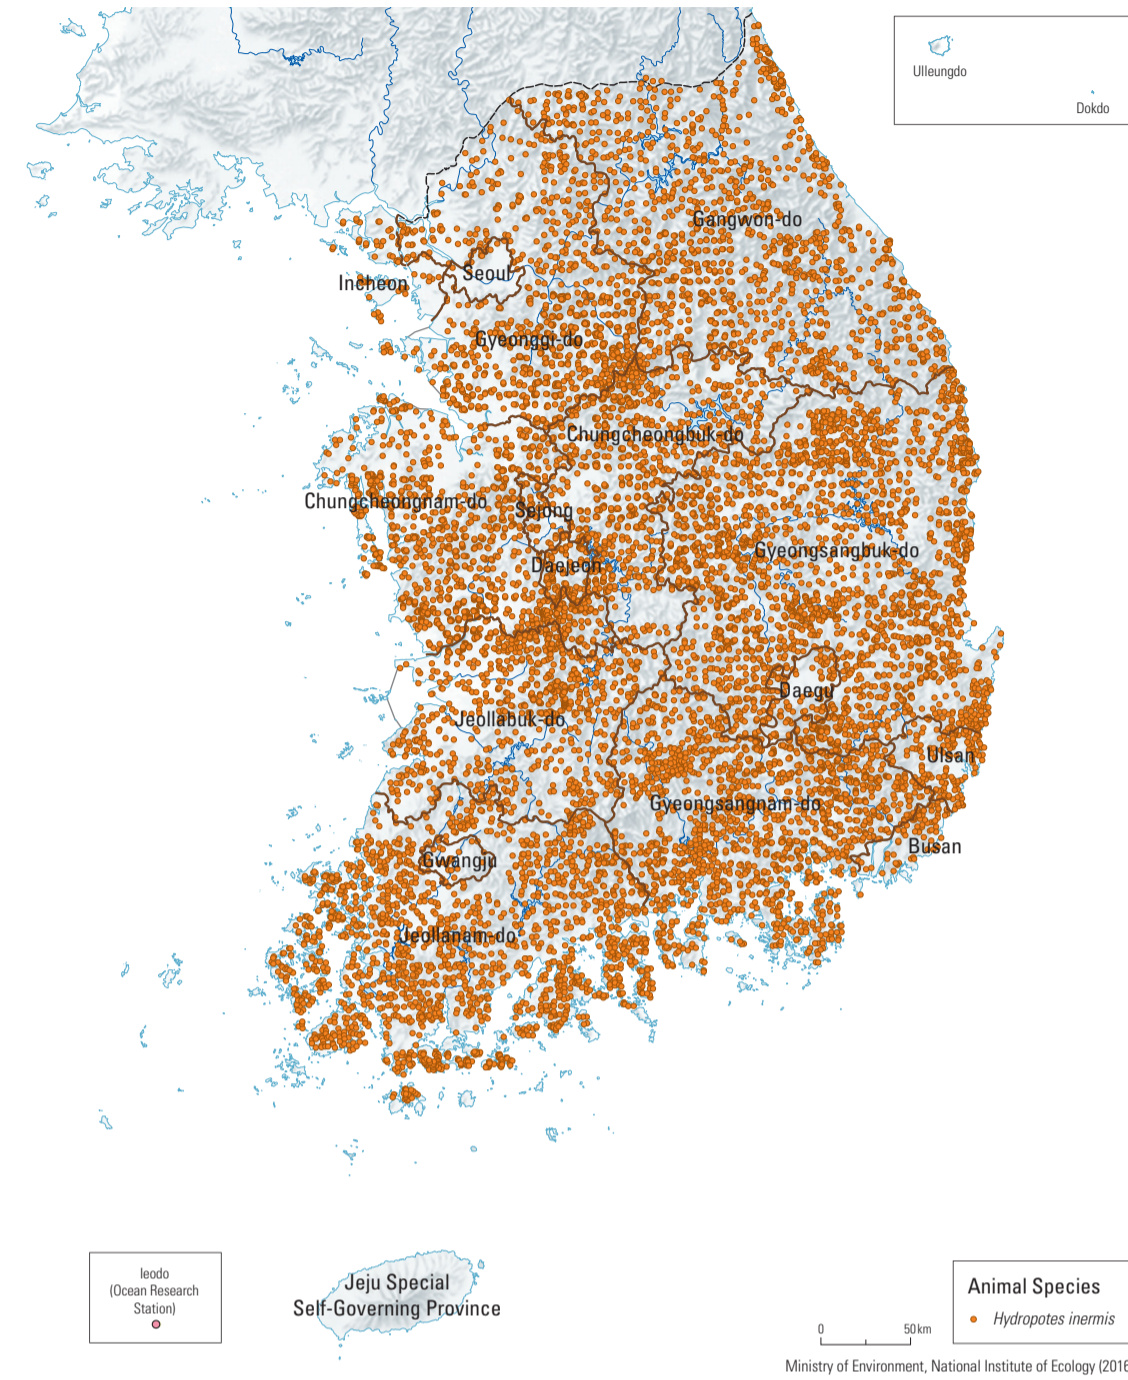 Ulleungdo
Dokdo
Gangwon-do
Seoul
Incheon
Gyeonggi-do
Chungcheongbuk-do
Chungcheongnam-do
Sejong
Gyeongsangbuk-do
Daejeon
Daegu
Jeollabuk-do
Ulsan
Gyeongsangnam-do
Busan
Gwangju
Jeollanam-do
Ieodo
(Ocean Research
Station)
Jeju Special
Self-Governing Province
Animal Species
Hydropotes inermis
0 50km
Ministry of Environment, National Institute of Ecology (2016